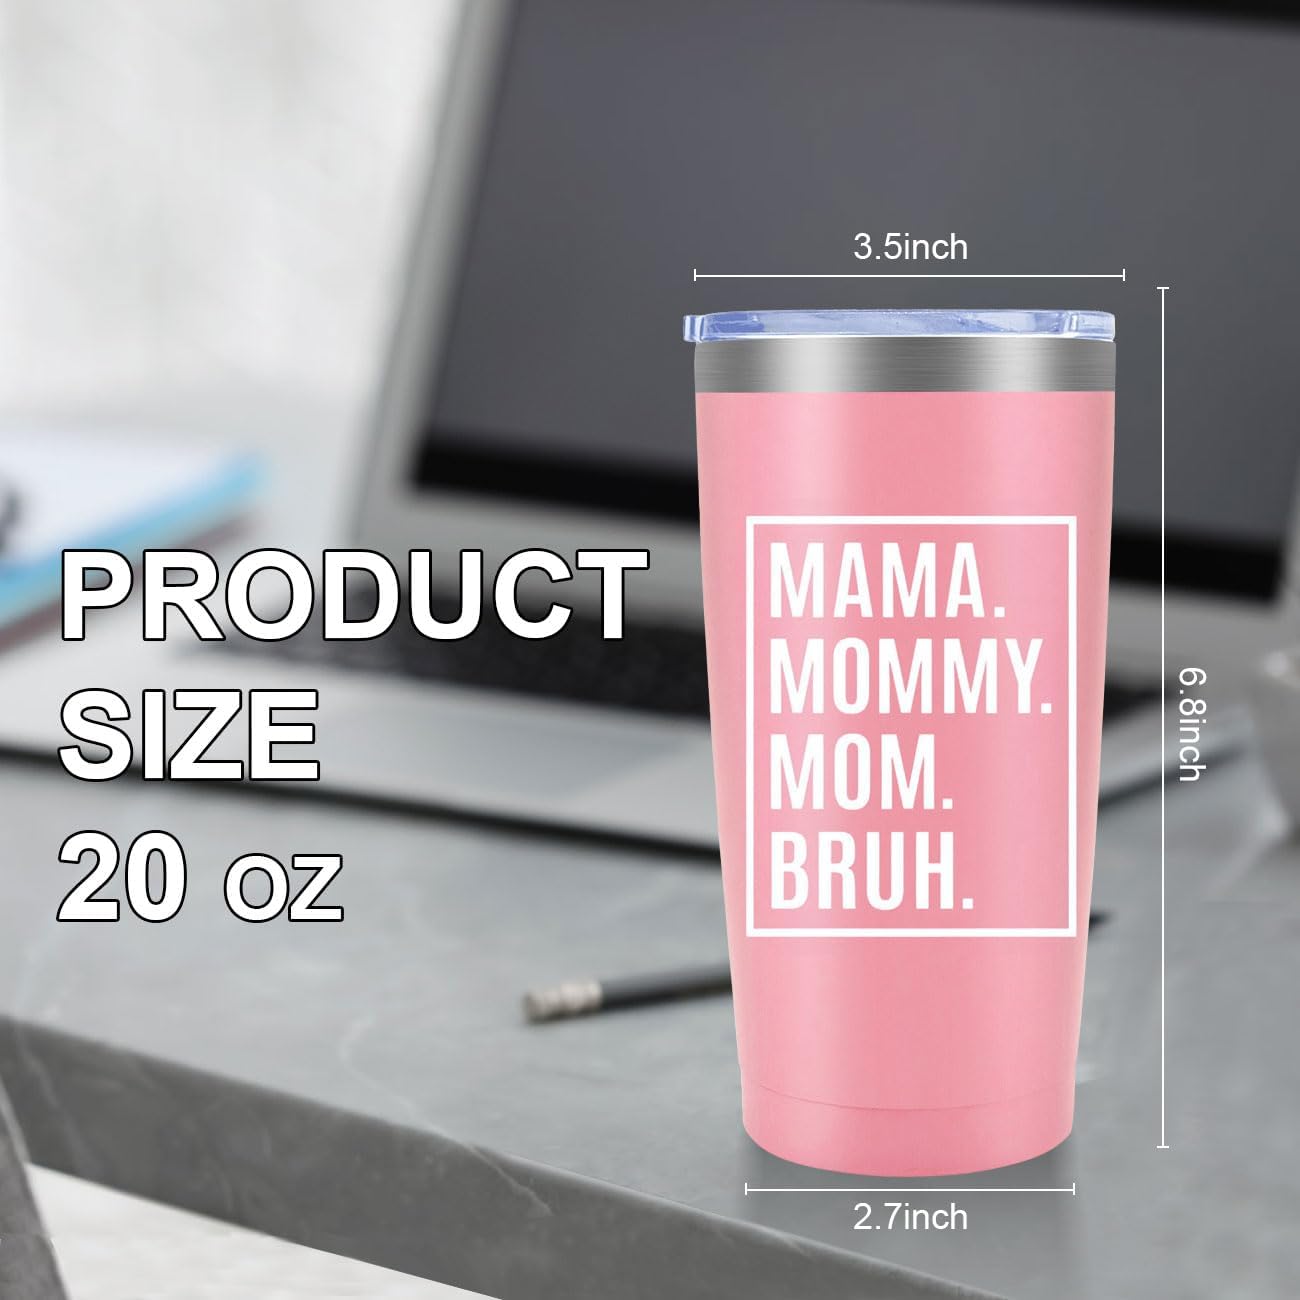 3.5inch
PRODUCT
SIZE
20 OZ
MAMA.
MOMMY.
MOM.
BRUH.
6.8inch
2.7inch